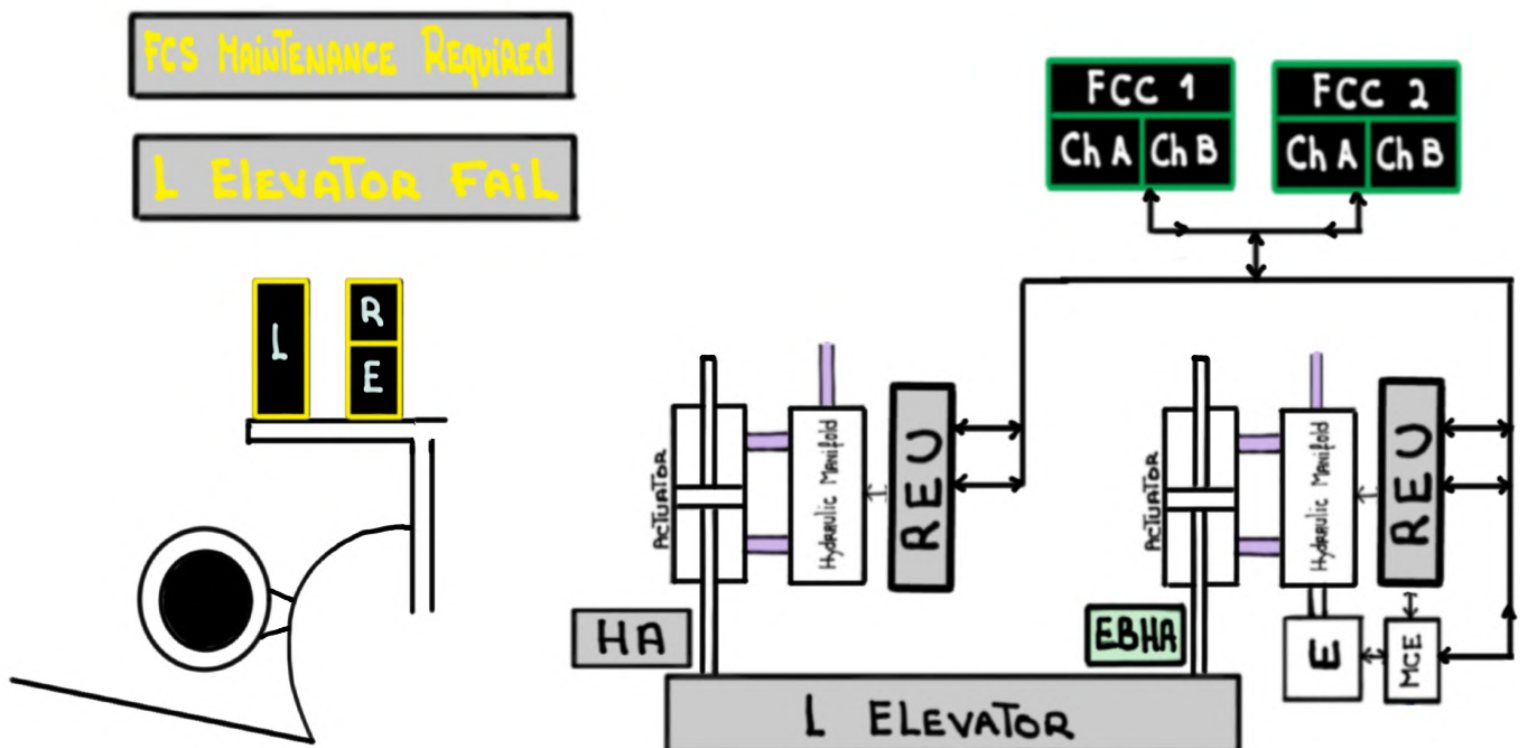 FCS MAINTENANCE REQUIRED
L ELEVATOR FAIL
L
R
E
FCC 1
Ch A Ch B
FCC 2
Ch A Ch B
ACTUATOR
Hydraulic Manifold
REU
HA
ACTUATOR
Hydraulic Manifold
REU
EBHA
E
MCE
L ELEVATOR